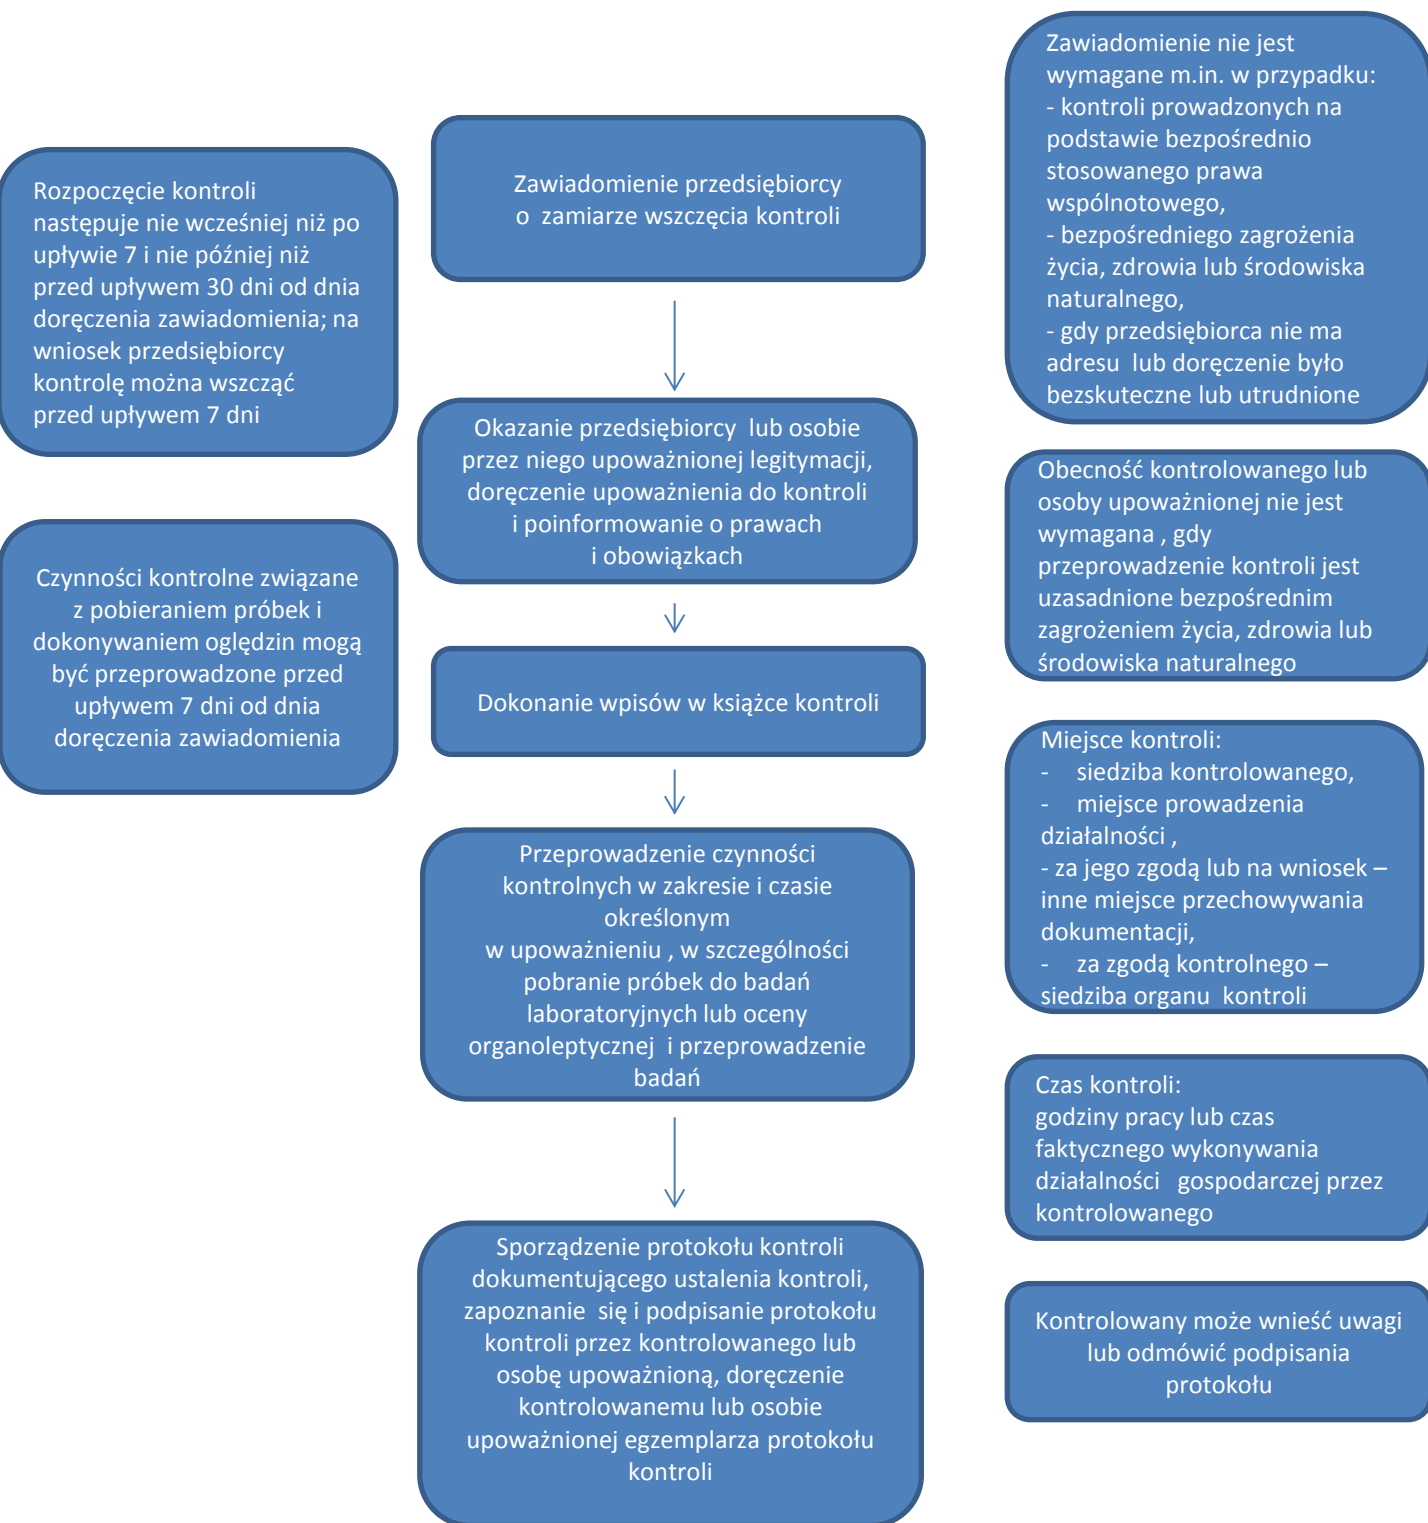 Rozpoczęcie kontroli
następuje nie wcześniej niż po
upływie 7 i nie później niż
przed upływem 30 dni od dnia
doręczenia zawiadomienia; na
wniosek przedsiębiorcy
kontrolę można wszcząć
przed upływem 7 dni
Czynności kontrolne związane
z pobieraniem próbek i
dokonywaniem oględzin mogą
być przeprowadzone przed
upływem 7 dni od dnia
doręczenia zawiadomienia
Zawiadomienie przedsiębiorcy
o zamiarze wszczęcia kontroli
Okazanie przedsiębiorcy lub osobie
przez niego upoważnionej legitymacji,
doręczenie upoważnienia do kontroli
i poinformowanie o prawach
i obowiązkach
Dokonanie wpisów w książce kontroli
Przeprowadzenie czynności
kontrolnych w zakresie i czasie
określonym
w upoważnieniu , w szczególności
pobranie próbek do badań
laboratoryjnych lub oceny
organoleptycznej i przeprowadzenie
badań
Sporządzenie protokołu kontroli
dokumentującego ustalenia kontroli,
zapoznanie się i podpisanie protokołu
kontroli przez kontrolowanego lub
osobę upoważnioną, doręczenie
kontrolowanemu lub osobie
upoważnionej egzemplarza protokołu
kontroli
Zawiadomienie nie jest
wymagane m.in. w przypadku:
- kontroli prowadzonych na
podstawie bezpośrednio
stosowanego prawa
wspólnotowego,
- bezpośredniego zagrożenia
życia, zdrowia lub środowiska
naturalnego,
- gdy przedsiębiorca nie ma
adresu lub doręczenie było
bezskuteczne lub utrudnione
Obecność kontrolowanego lub
osoby upoważnionej nie jest
wymagana , gdy
przeprowadzenie kontroli jest
uzasadnione bezpośrednim
zagrożeniem życia, zdrowia lub
środowiska naturalnego
Miejsce kontroli:
- siedziba kontrolowanego,
- miejsce prowadzenia
działalności ,
- za jego zgodą lub na wniosek –
inne miejsce przechowywania
dokumentacji,
- za zgodą kontrolnego –
siedziba organu kontroli
Czas kontroli:
godziny pracy lub czas
faktycznego wykonywania
działalności gospodarczej przez
kontrolowanego
Kontrolowany może wnieść uwagi
lub odmówić podpisania
protokołu